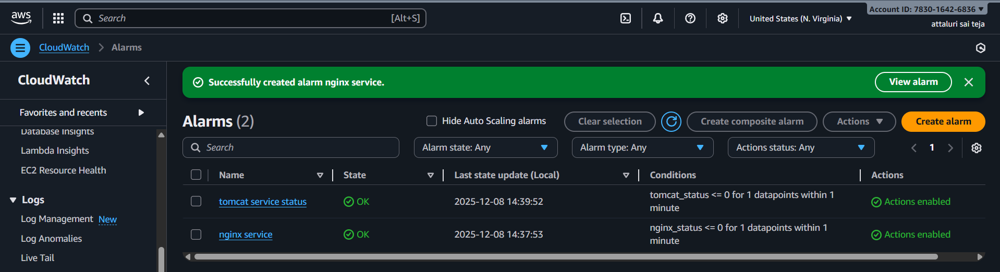 Account ID: 7830-1642-6836
aws
Search
[Alt+S]
United States (N. Virginia)
attaluri sai teja
CloudWatch
Alarms
CloudWatch
Favorites and recents
Database Insights
Lambda Insights
EC2 Resource Health
Logs
Log Management New
Log Anomalies
Live Tail
Successfully created alarm nginx service.
View alarm
Alarms (2)
Hide Auto Scaling alarms
Clear selection
Create composite alarm
Actions
Create alarm
Search
Alarm state: Any
Alarm type: Any
Actions status: Any
1
Name
State
Last state update (Local)
Conditions
Actions
tomcat service status
OK
2025-12-08 14:39:52
tomcat_status <= 0 for 1 datapoints within 1
minute
Actions enabled
nginx service
OK
2025-12-08 14:37:53
nginx_status <= 0 for 1 datapoints within 1
minute
Actions enabled